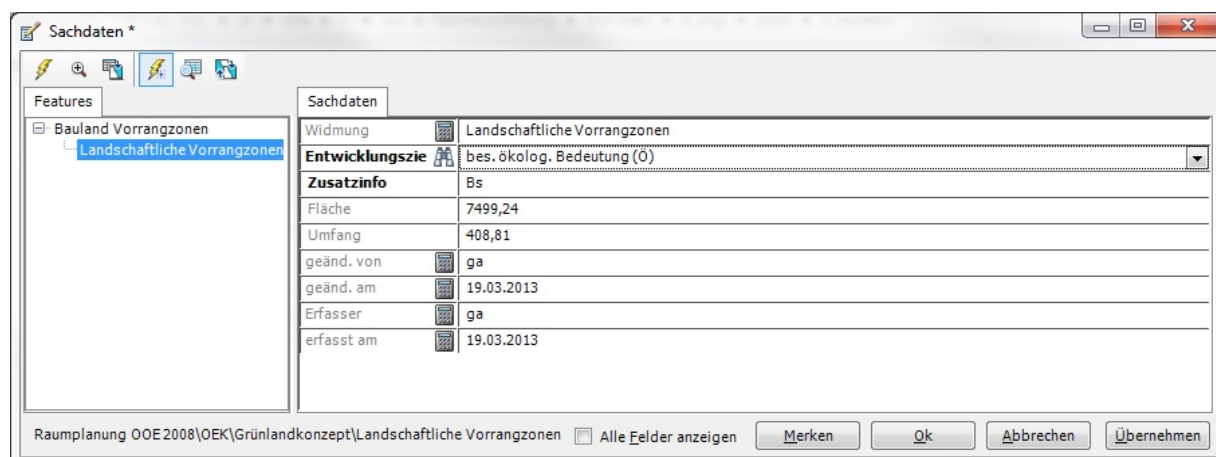 Sachdaten *
Features
Sachdaten
Bauland Vorrangzonen
Landschaftliche Vorrangzonen
Widmung Landschaftliche Vorrangzonen
Entwicklungszie bes. ökolog. Bedeutung (Ö)
Zusatzinfo Bs
Fläche 7499,24
Umfang 408,81
geänd. von ga
geänd. am 19.03.2013
Erfasser ga
erfasst am 19.03.2013
Raumplanung OOE 2008\OEK\Grünlandkonzept\Landschaftliche Vorrangzonen Alle Felder anzeigen Merken Ok Abbrechen Übernehmen